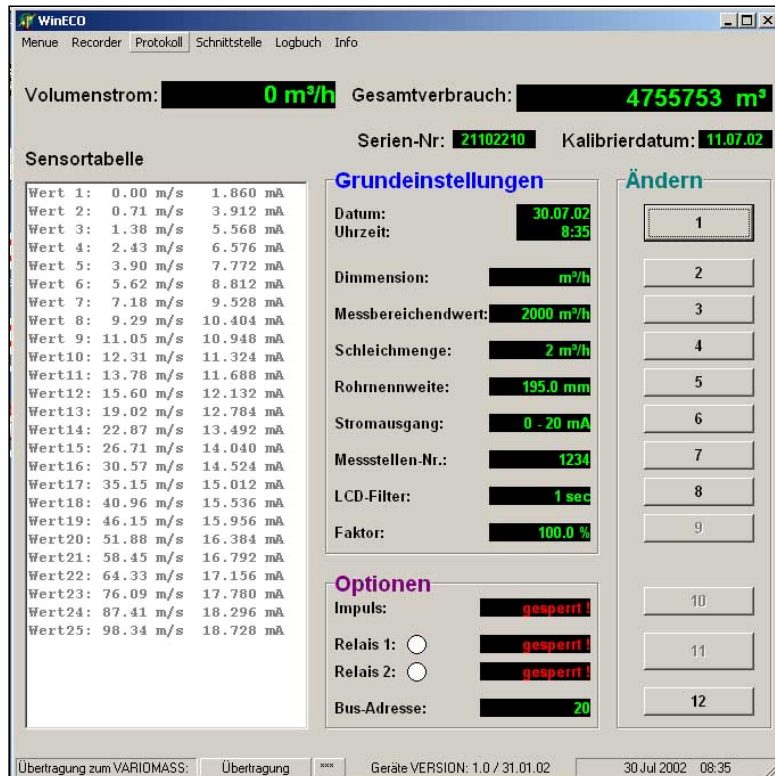 WinECO
Menue Recorder Protokoll Schnittstelle Logbuch Info
Volumenstrom: 0 m³/h Gesamtverbrauch: 4755753 m³
Serien-Nr: 21102210 Kalibrierdatum: 11.07.02
Sensortabelle
Wert 1: 0.00 m/s 1.860 mA
Wert 2: 0.71 m/s 3.912 mA
Wert 3: 1.38 m/s 5.568 mA
Wert 4: 2.43 m/s 6.576 mA
Wert 5: 3.90 m/s 7.772 mA
Wert 6: 5.62 m/s 8.812 mA
Wert 7: 7.18 m/s 9.528 mA
Wert 8: 9.29 m/s 10.404 mA
Wert 9: 11.05 m/s 10.948 mA
Wert10: 12.31 m/s 11.324 mA
Wert11: 13.78 m/s 11.688 mA
Wert12: 15.60 m/s 12.132 mA
Wert13: 19.02 m/s 12.784 mA
Wert14: 22.87 m/s 13.492 mA
Wert15: 26.71 m/s 14.040 mA
Wert16: 30.57 m/s 14.524 mA
Wert17: 35.15 m/s 15.012 mA
Wert18: 40.96 m/s 15.536 mA
Wert19: 46.15 m/s 15.956 mA
Wert20: 51.88 m/s 16.384 mA
Wert21: 58.45 m/s 16.792 mA
Wert22: 64.33 m/s 17.156 mA
Wert23: 76.09 m/s 17.780 mA
Wert24: 87.41 m/s 18.296 mA
Wert25: 98.34 m/s 18.728 mA
Grundeinstellungen
Datum: 30.07.02
Uhrzeit: 8:35
Dimmension: m³/h
Messbereichendwert: 2000 m³/h
Schleichmenge: 2 m³/h
Rohrnennweite: 195.0 mm
Stromausgang: 0 - 20 mA
Messstellen-Nr.: 1234
LCD-Filter: 1 sec
Faktor: 100.0 %
Optionen
Impuls: gesperrt !
Relais 1: gesperrt !
Relais 2: gesperrt !
Bus-Adresse: 20
Ändern
1
2
3
4
5
6
7
8
9
10
11
12
Übertragung zum VARIOMASS: Übertragung *** Geräte VERSION: 1.0 / 31.01.02 30 Jul 2002 08:35